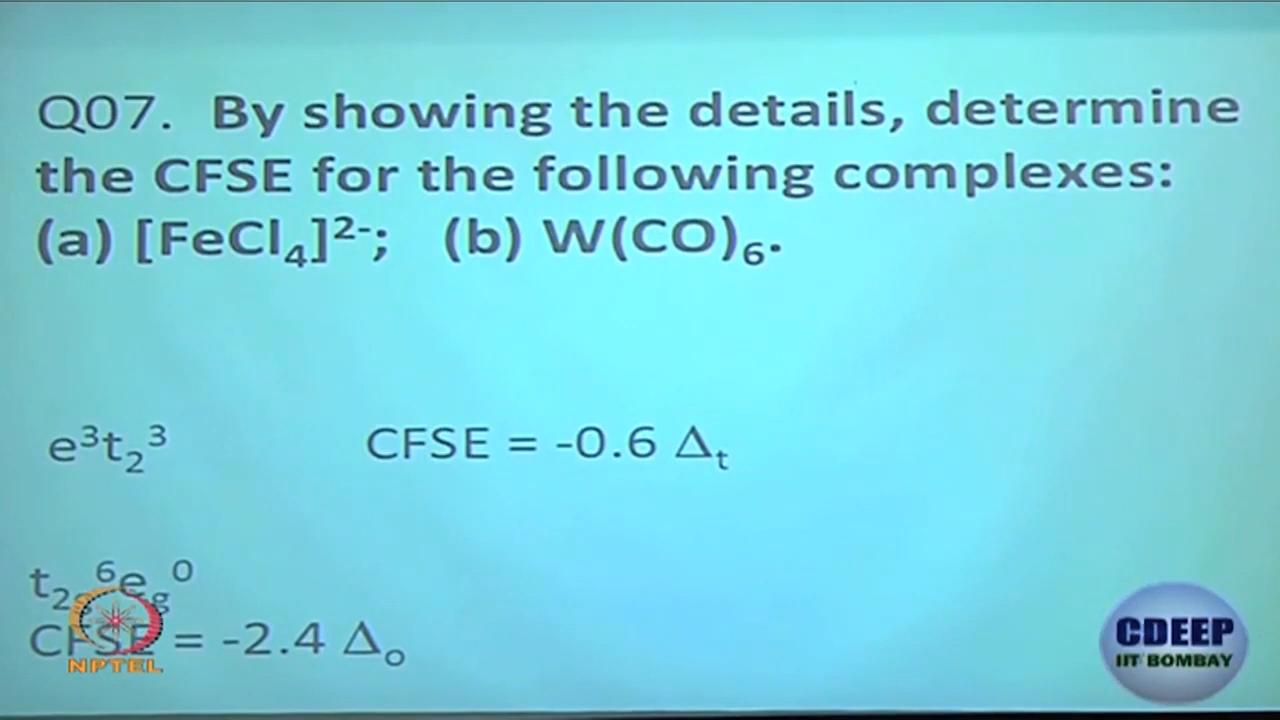 Q07. By showing the details, determine
the CFSE for the following complexes:
(a) [FeCl₄]²⁻; (b) W(CO)₆.
e³t₂³ CFSE = -0.6 Δₜ
t₂g⁶eg⁰
CFSE = -2.4 Δₒ
NPTEL
CDEEP
IIT BOMBAY